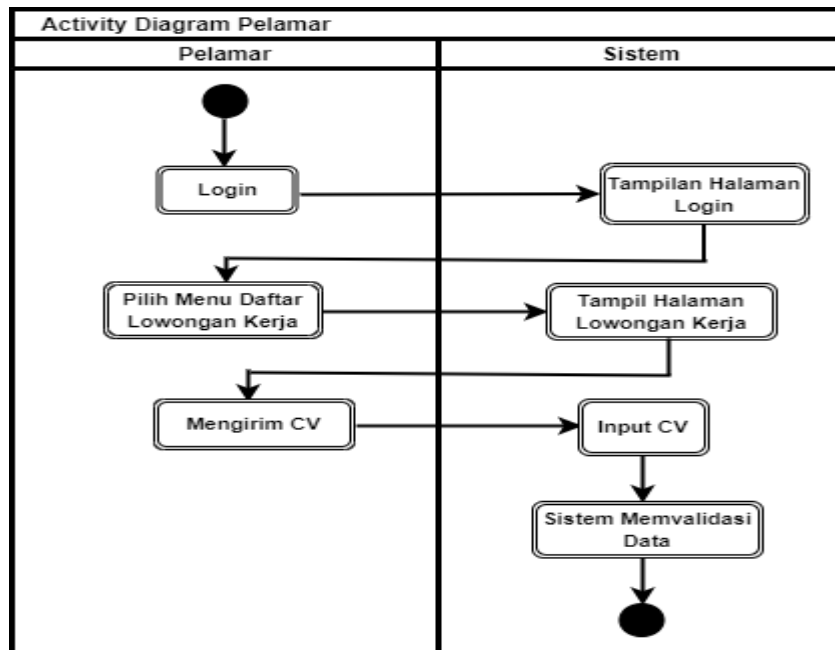 Activity Diagram Pelamar
Pelamar
Sistem
Login
Tampilan Halaman
Login
Pilih Menu Daftar
Lowongan Kerja
Tampil Halaman
Lowongan Kerja
Mengirim CV
Input CV
Sistem Memvalidasi
Data